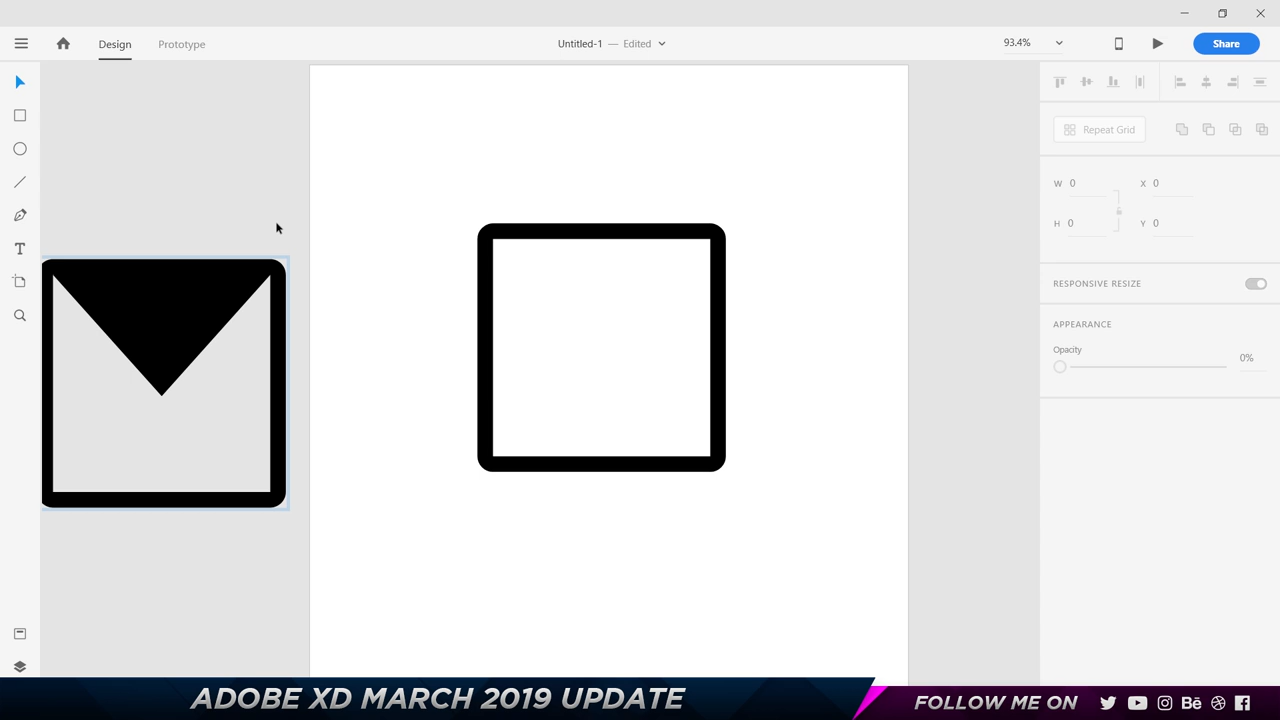 Design
Prototype
Untitled-1 — Edited
93.4%
Share
Repeat Grid
W 0
X 0
H 0
Y 0
RESPONSIVE RESIZE
APPEARANCE
Opacity
0%
T
ADOBE XD MARCH 2019 UPDATE
FOLLOW ME ON
Bē